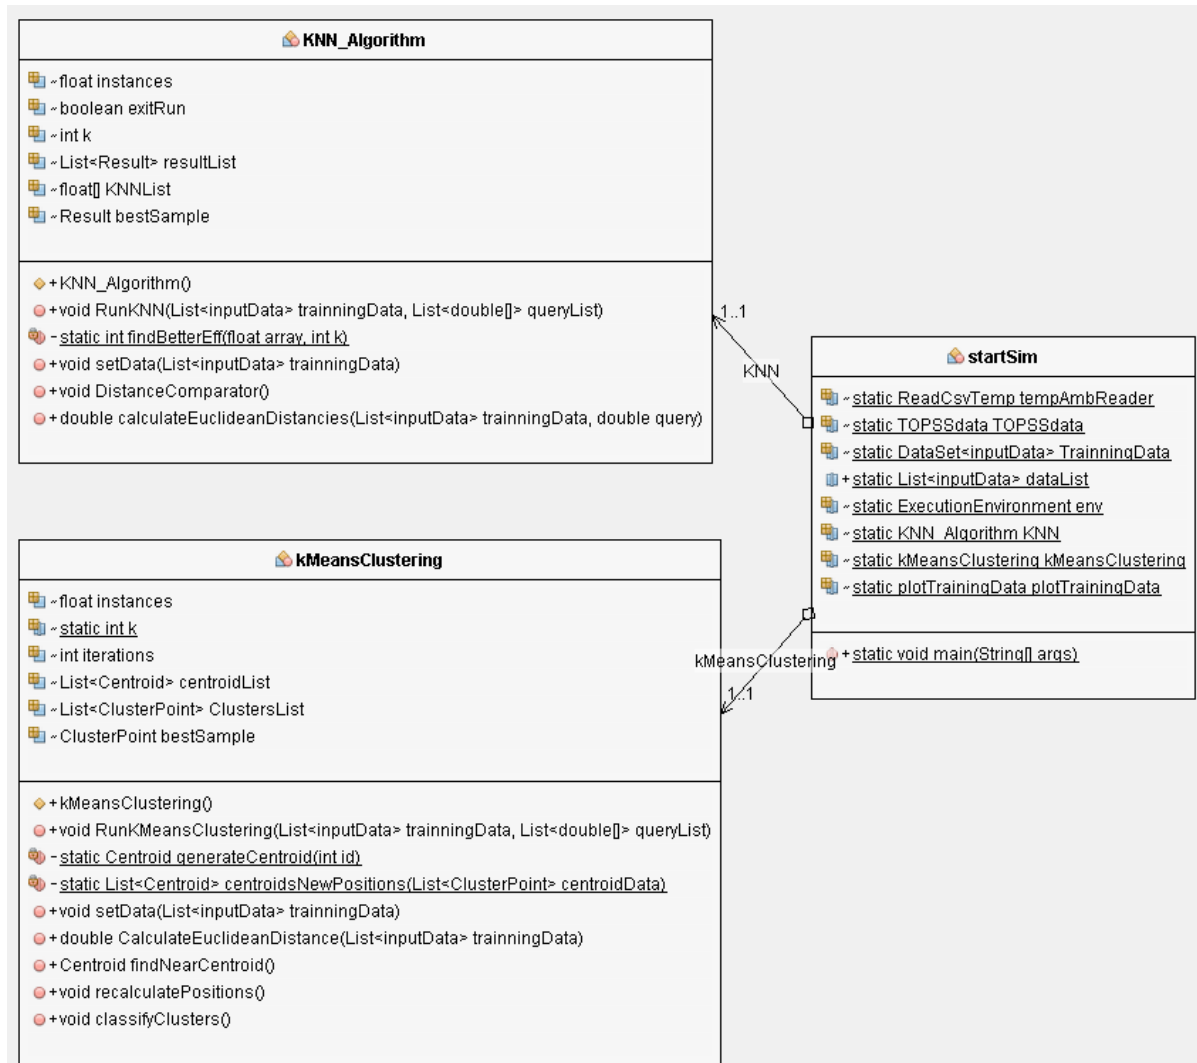 KNN_Algorithm
~float instances
~boolean exitRun
~int k
~List<Result> resultList
~float[] KNNList
~Result bestSample
+KNN_Algorithm()
+void RunKNN(List<inputData> trainningData, List<double[]> queryList)
-static int findBetterEff(float array, int k)
+void setData(List<inputData> trainningData)
+void DistanceComparator()
+double calculateEuclideanDistancies(List<inputData> trainningData, double query)
1..1
KNN
startSim
~static ReadCsvTemp tempAmbReader
~static TOPSSdata TOPSSdata
~static DataSet<inputData> TrainningData
+static List<inputData> dataList
~static ExecutionEnvironment env
~static KNN_Algorithm KNN
~static kMeansClustering kMeansClustering
~static plotTrainingData plotTrainingData
+static void main(String[] args)
kMeansClustering
1..1
kMeansClustering
~float instances
~static int k
~int iterations
~List<Centroid> centroidList
~List<ClusterPoint> ClustersList
~ClusterPoint bestSample
+kMeansClustering()
+void RunKMeansClustering(List<inputData> trainningData, List<double[]> queryList)
-static Centroid generateCentroid(int id)
-static List<Centroid> centroidsNewPositions(List<ClusterPoint> centroidData)
+void setData(List<inputData> trainningData)
+double CalculateEuclideanDistance(List<inputData> trainningData)
+Centroid findNearCentroid()
+void recalculatePositions()
+void classifyClusters()